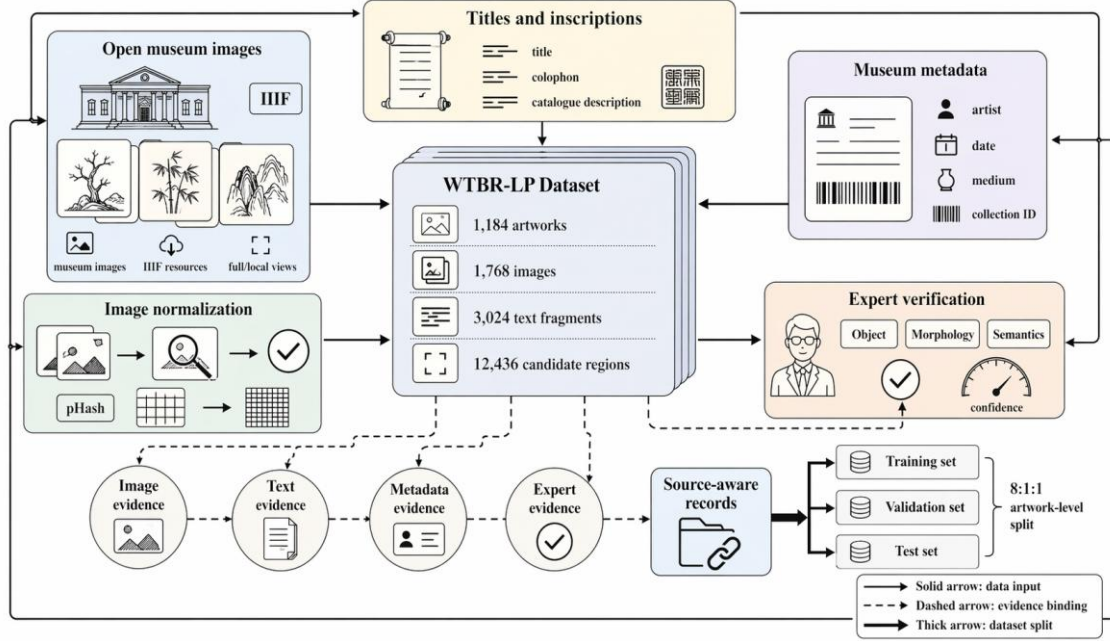 Titles and inscriptions
title
colophon
catalogue description
Open museum images
IIIF
museum images
IIIF resources
full/local views
Museum metadata
artist
date
medium
collection ID
WTBR-LP Dataset
1,184 artworks
1,768 images
3,024 text fragments
12,436 candidate regions
Image normalization
pHash
Expert verification
Object
Morphology
Semantics
confidence
Image
evidence
Text
evidence
Metadata
evidence
Expert
evidence
Source-aware
records
Training set
Validation set
Test set
8:1:1
artwork-level
split
Solid arrow: data input
Dashed arrow: evidence binding
Thick arrow: dataset split